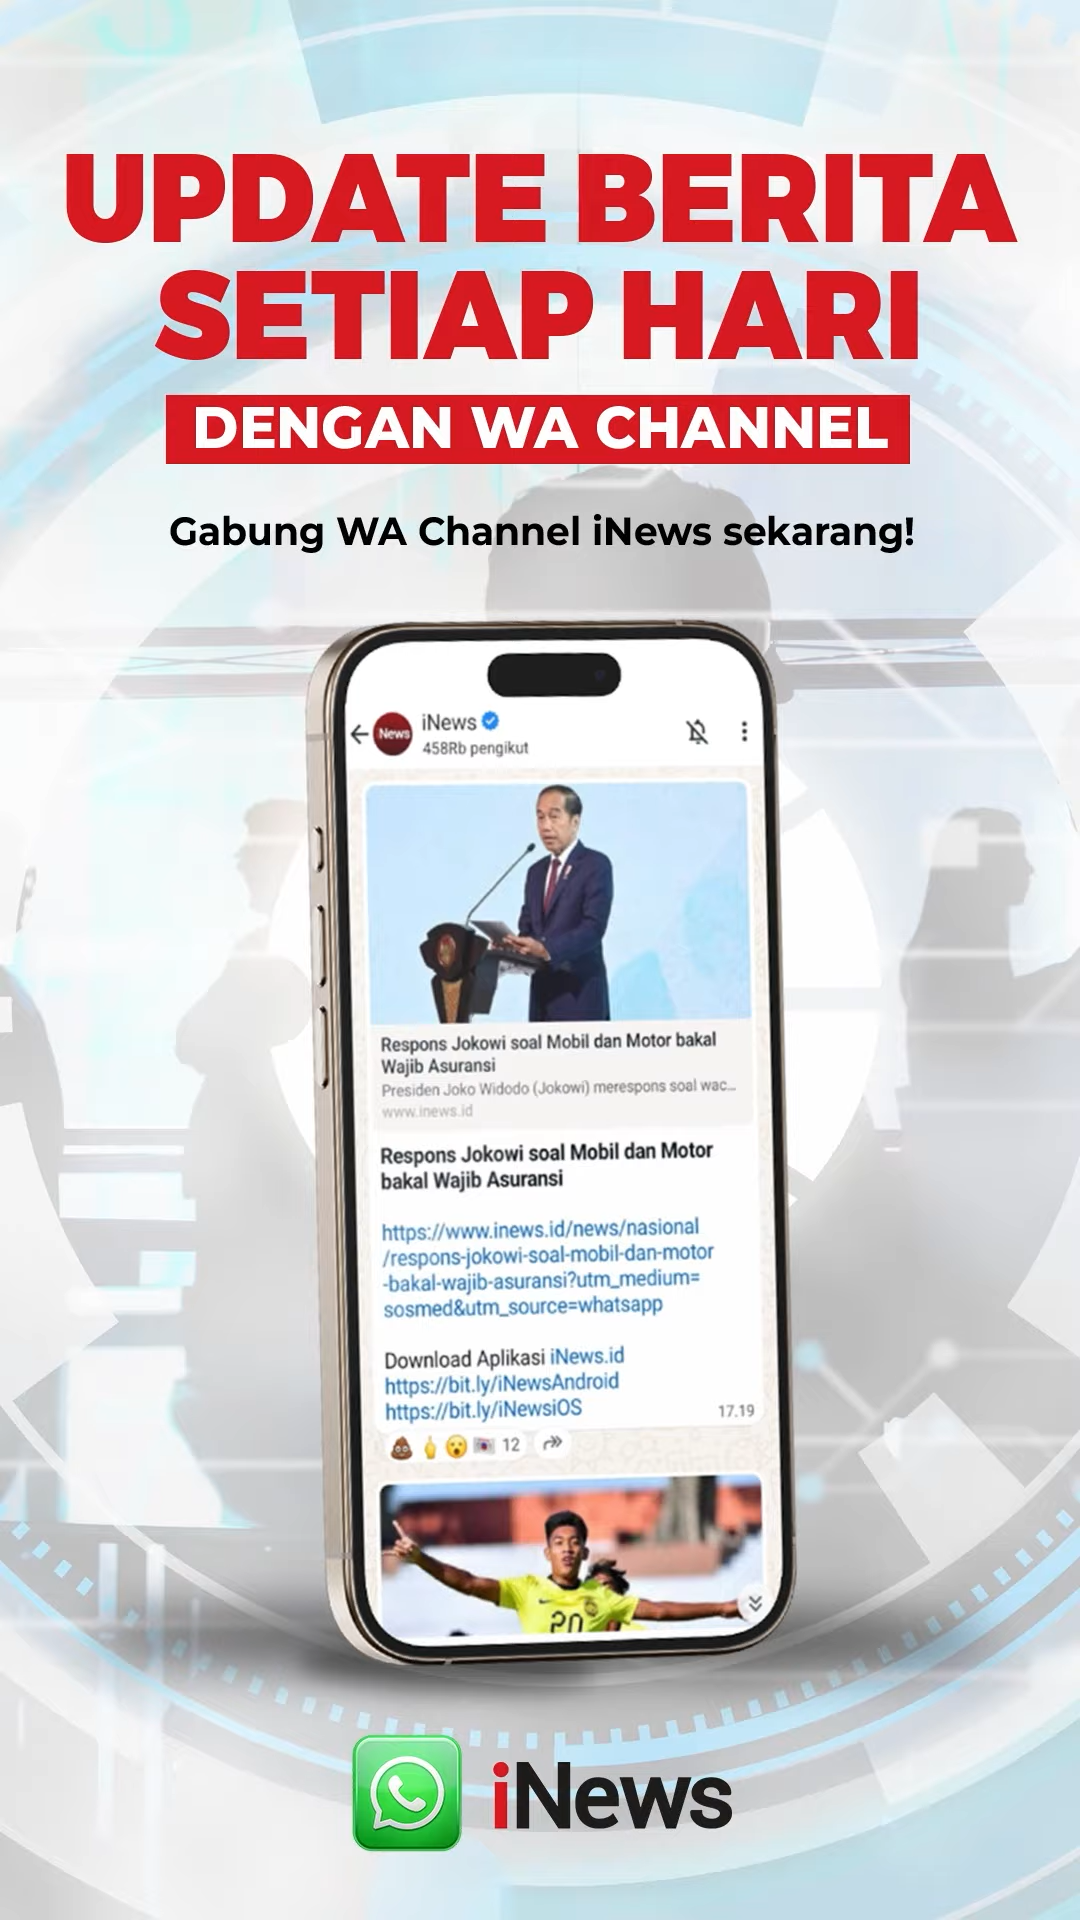 UPDATE BERITA
SETIAP HARI
DENGAN WA CHANNEL
Gabung WA Channel iNews sekarang!
News
iNews
458Rb pengikut
Respons Jokowi soal Mobil dan Motor bakal
Wajib Asuransi
Presiden Joko Widodo (Jokowi) merespons soal wac...
www.inews.id
Respons Jokowi soal Mobil dan Motor
bakal Wajib Asuransi
https://www.inews.id/news/nasional
/respons-jokowi-soal-mobil-dan-motor
-bakal-wajib-asuransi?utm_medium=
sosmed&utm_source=whatsapp
Download Aplikasi iNews.id
https://bit.ly/iNewsAndroid
https://bit.ly/iNewsiOS
17.19
12
20
iNews